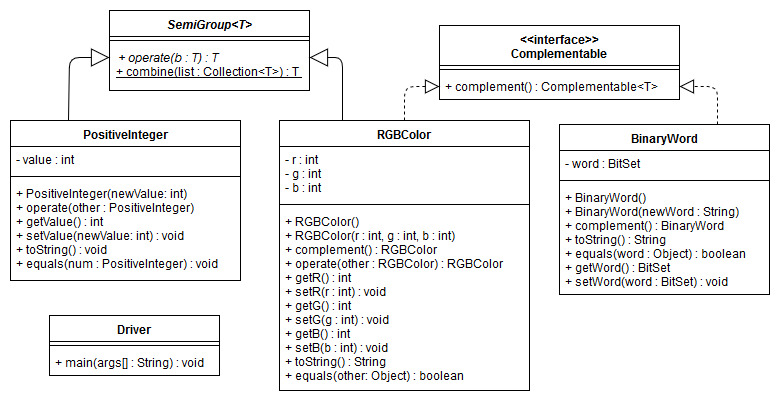 SemiGroup<T>
+ operate(b : T) : T
+ combine(list : Collection<T>) : T
<<interface>>
Complementable
+ complement() : Complementable<T>
PositiveInteger
- value : int
+ PositiveInteger(newValue: int)
+ operate(other : PositiveInteger)
+ getValue() : int
+ setValue(newValue: int) : void
+ toString() : void
+ equals(num : PositiveInteger) : void
RGBColor
- r : int
- g : int
- b : int
+ RGBColor()
+ RGBColor(r : int, g : int, b : int)
+ complement() : RGBColor
+ operate(other : RGBColor) : RGBColor
+ getR() : int
+ setR(r : int) : void
+ getG() : int
+ setG(g : int) : void
+ getB() : int
+ setB(b : int) : void
+ toString() : String
+ equals(other: Object) : boolean
BinaryWord
- word : BitSet
+ BinaryWord()
+ BinaryWord(newWord : String)
+ complement() : BinaryWord
+ toString() : String
+ equals(word : Object) : boolean
+ getWord() : BitSet
+ setWord(word : BitSet) : void
Driver
+ main(args[] : String) : void